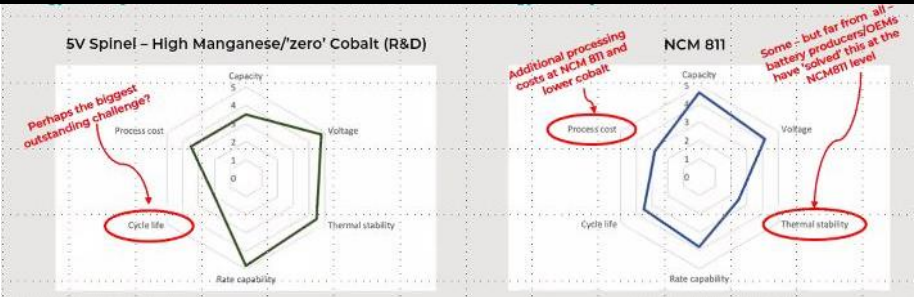 5V Spinel – High Manganese/'zero' Cobalt (R&D)
Perhaps the biggest
outstanding challenge?
Capacity
5
4
3
2
1
0
Voltage
Thermal stability
Rate capability
Cycle life
Process cost
NCM 811
Additional processing
costs at NCM 811 and
lower cobalt
Some – but far from all –
battery producers/OEMs
have 'solved' this at the
NCM811 level
Capacity
5
4
3
2
1
0
Voltage
Thermal stability
Rate capability
Cycle life
Process cost